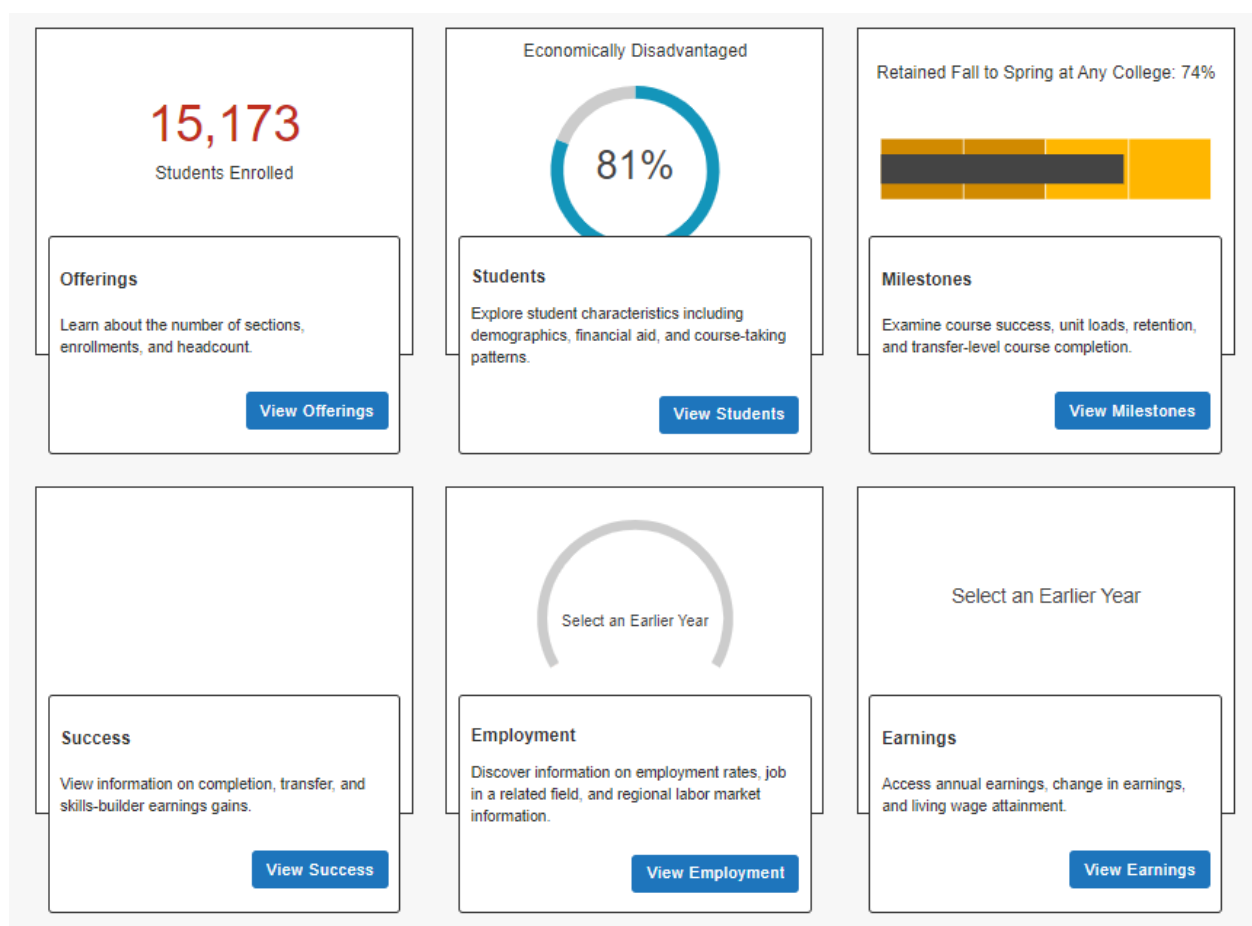 15,173
Students Enrolled
Offerings
Learn about the number of sections,
enrollments, and headcount.
View Offerings
Economically Disadvantaged
81%
Students
Explore student characteristics including
demographics, financial aid, and course-taking
patterns.
View Students
Retained Fall to Spring at Any College: 74%
Milestones
Examine course success, unit loads, retention,
and transfer-level course completion.
View Milestones
Success
View information on completion, transfer, and
skills-builder earnings gains.
View Success
Select an Earlier Year
Employment
Discover information on employment rates, job
in a related field, and regional labor market
information.
View Employment
Select an Earlier Year
Earnings
Access annual earnings, change in earnings,
and living wage attainment.
View Earnings